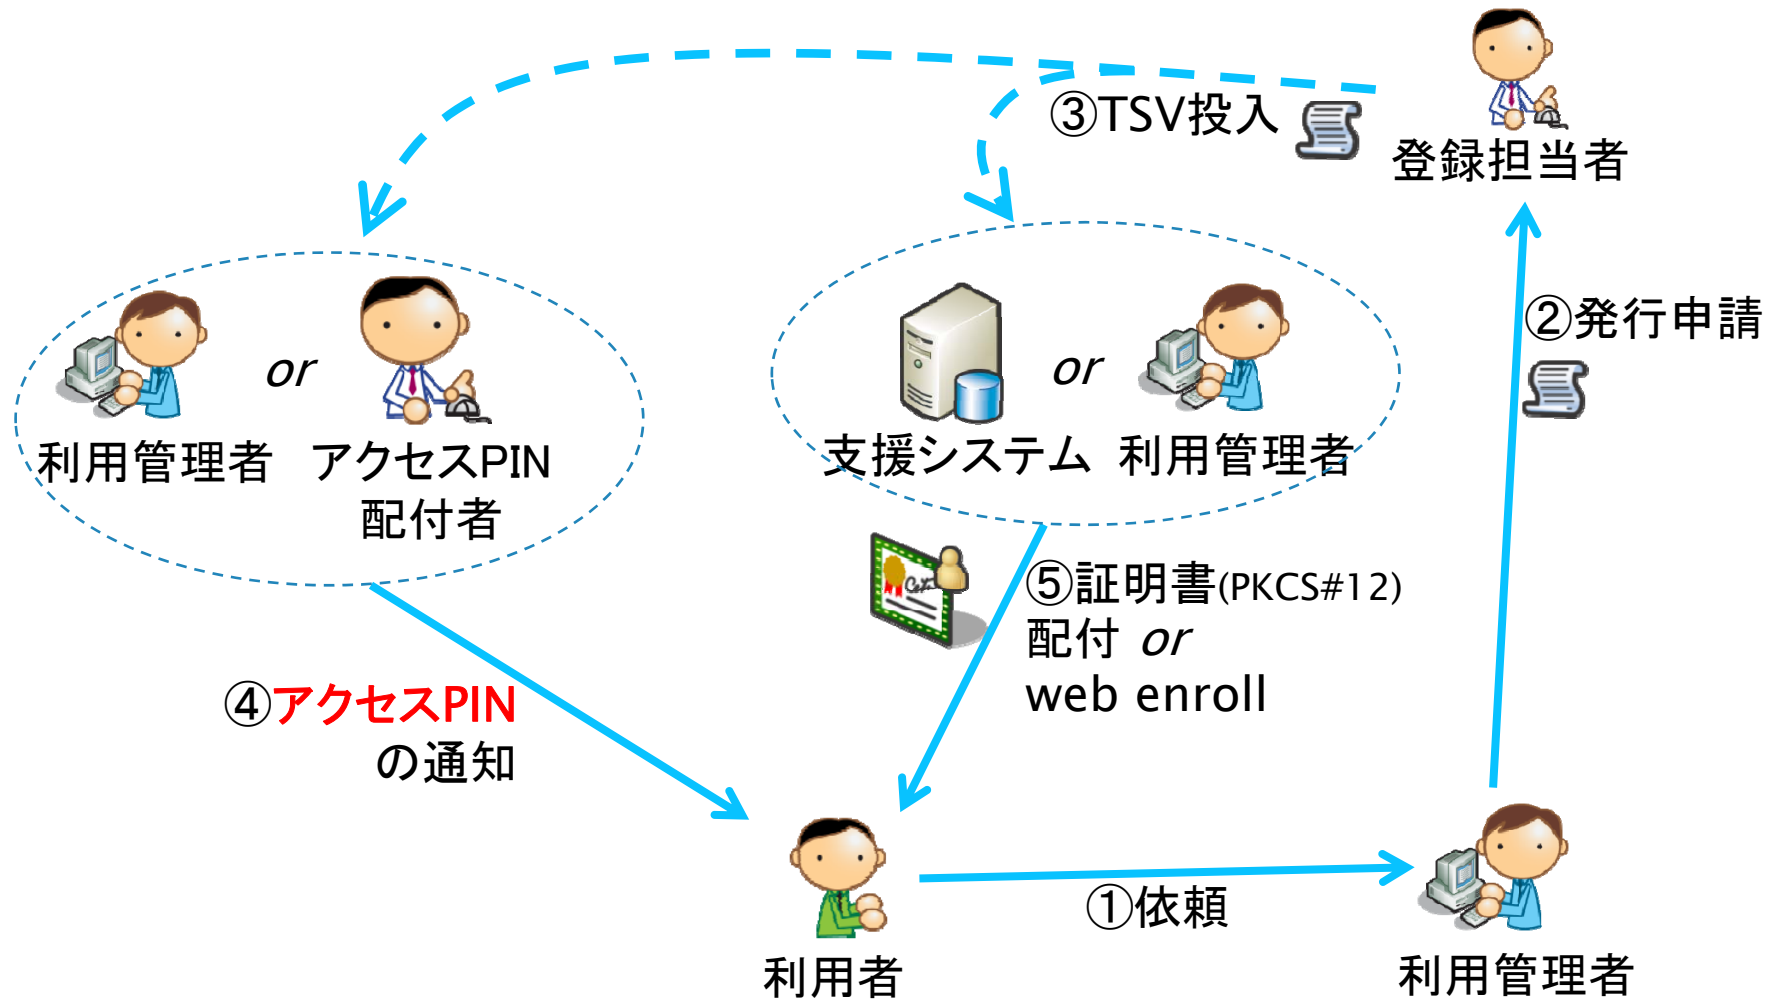 ③TSV投入
登録担当者
②発行申請
or
利用管理者
アクセスPIN
配付者
or
支援システム
利用管理者
⑤証明書(PKCS#12)
配付 or
web enroll
④アクセスPIN
の通知
①依頼
利用者
利用管理者